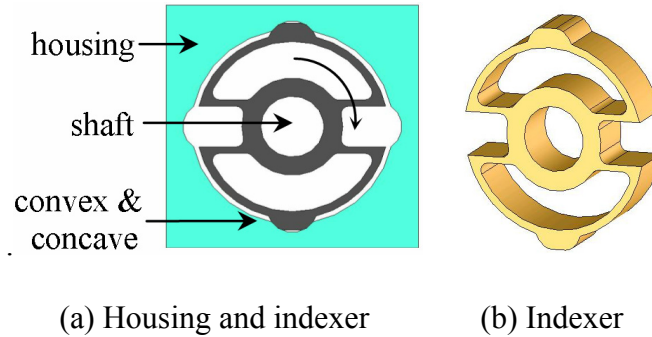 housing
shaft
convex &
concave
.
(a) Housing and indexer
(b) Indexer